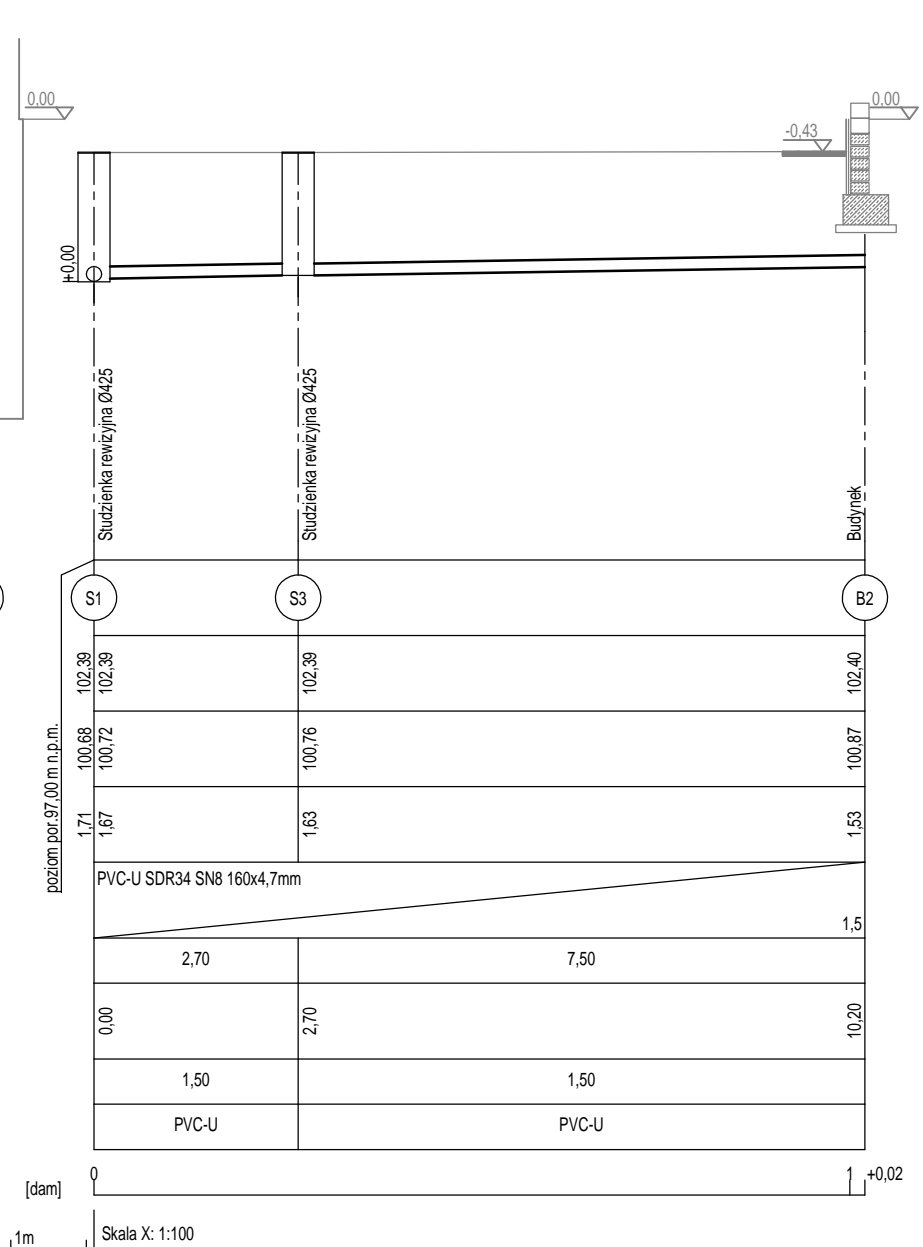 0,00
0,00
-0,43
±0,00
Studzienka rewizyjna Ø425
Studzienka rewizyjna Ø425
Budynek
S1
S3
B2
poziom por.97,00 m n.p.m.
102,39
102,39
102,39
102,40
100,68
100,72
100,76
100,87
1,71
1,67
1,63
1,53
PVC-U SDR34 SN8 160x4,7mm
1,5
2,70
7,50
0,00
2,70
10,20
1,50
1,50
PVC-U
PVC-U
[dam]
0
1
+0,02
1m
Skala X: 1:100